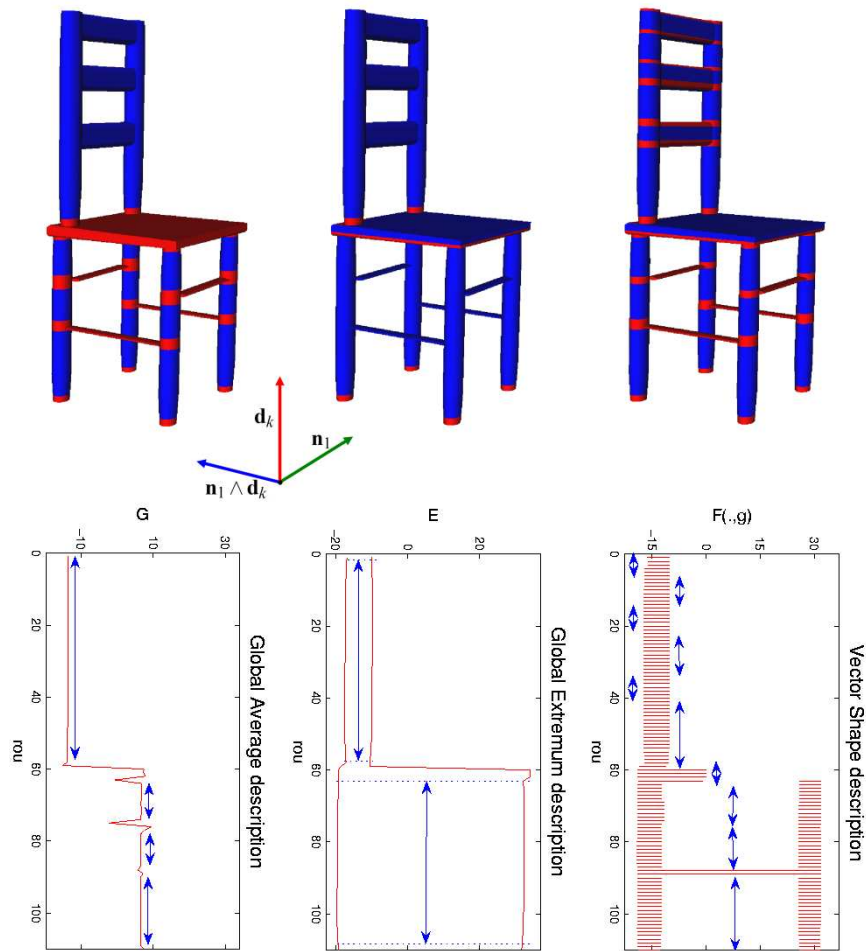 d_k
n_1
n_1 ∧ d_k
G
−10
10
30
0
20
40
60
80
100
rou
Global Average description
E
−20
0
20
0
20
40
60
80
100
rou
Global Extremum description
F(.,g)
−15
0
15
30
0
20
40
60
80
100
rou
Vector Shape description